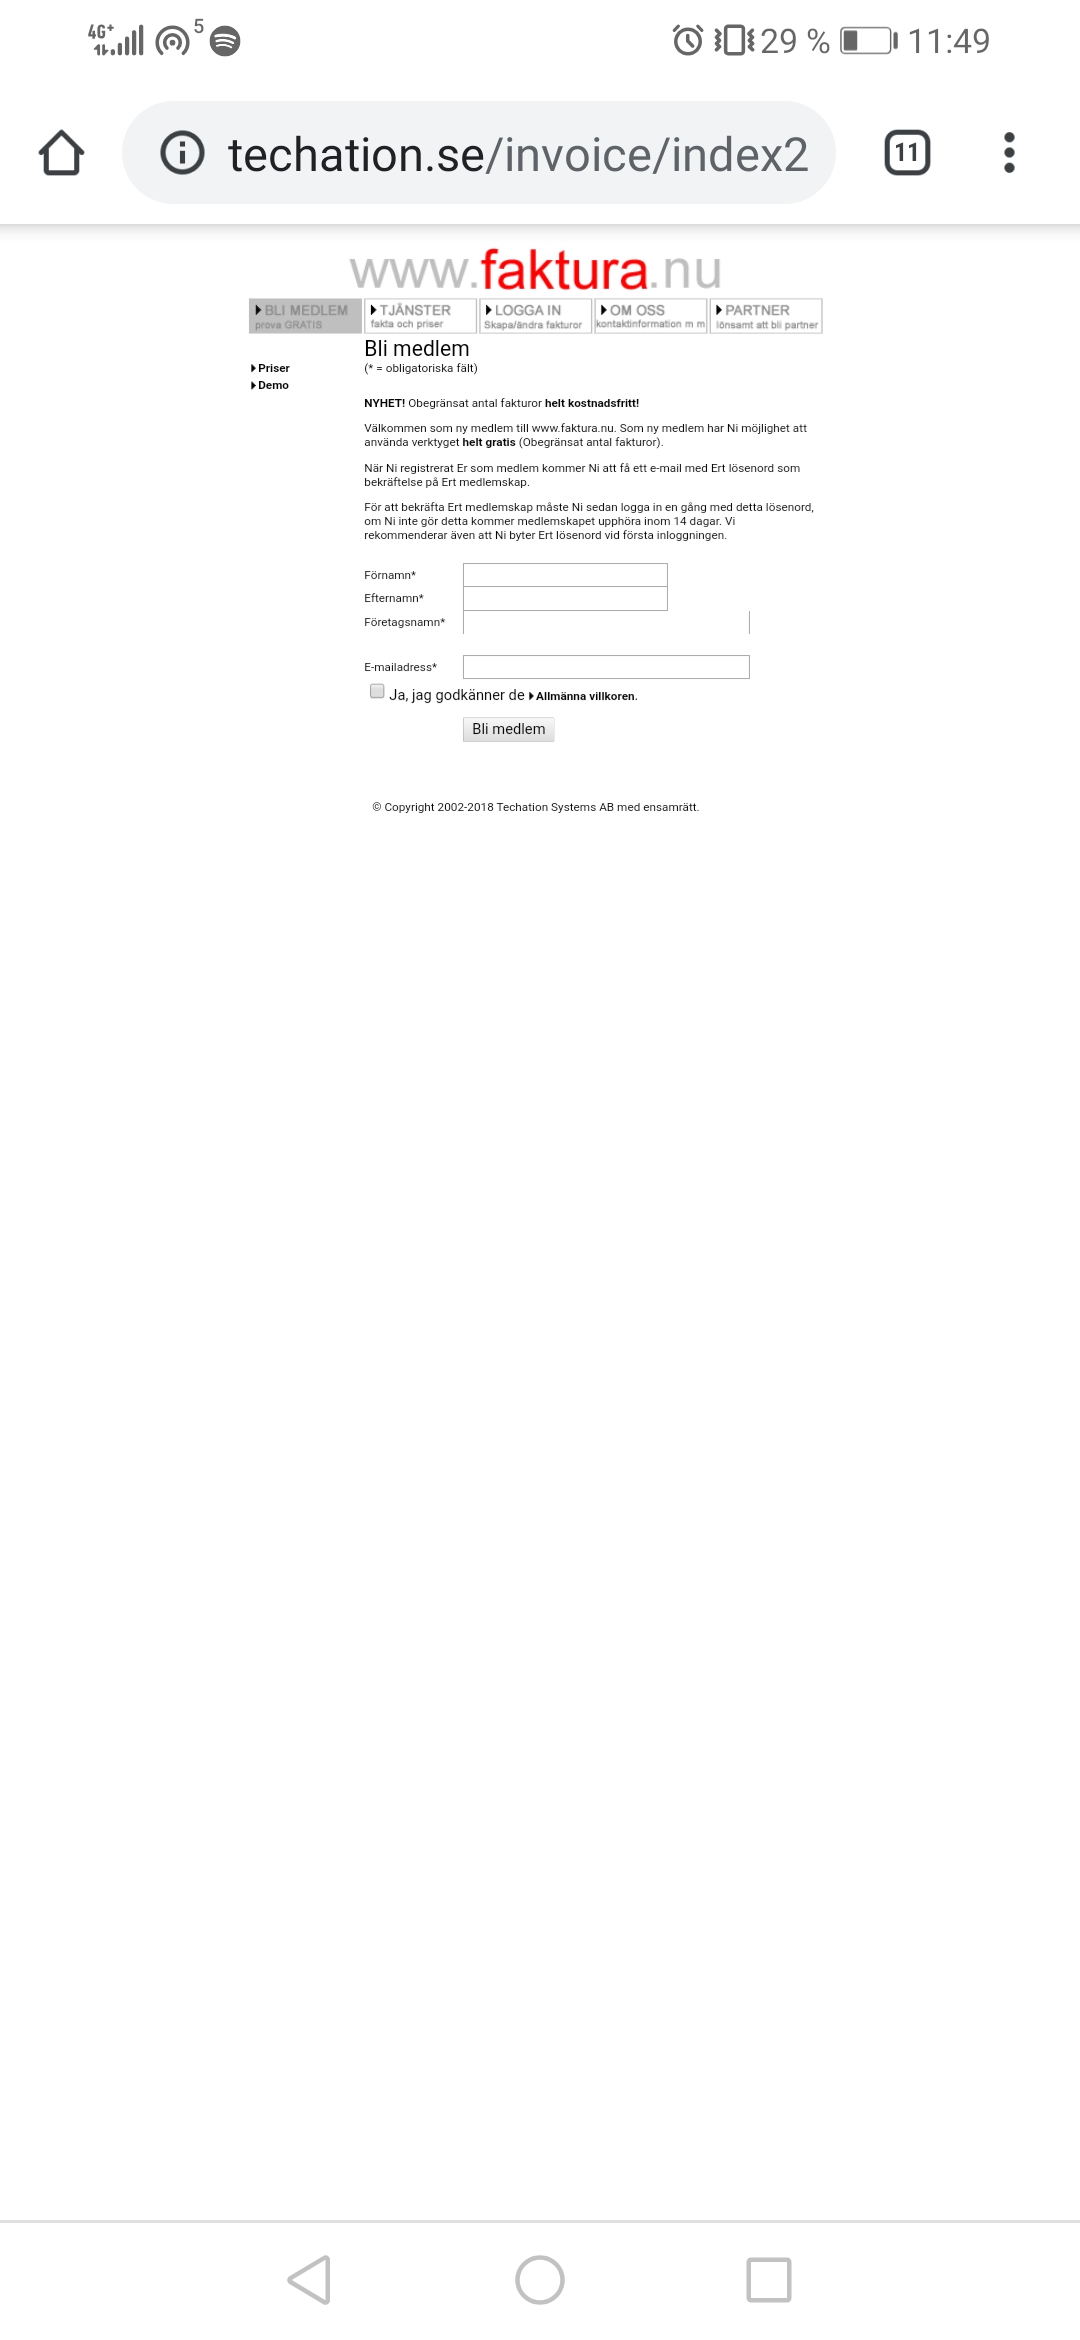 4G+ 5 29 % 11:49
techation.se/invoice/index2 11
www.faktura.nu
BLI MEDLEM TJÄNSTER LOGGA IN OM OSS PARTNER
prova GRATIS fakta och priser Skapa/ändra fakturor kontaktinformation m m lönsamt att bli partner
Bli medlem
Priser (* = obligatoriska fält)
Demo
NYHET! Obegränsat antal fakturor helt kostnadsfritt!
Välkommen som ny medlem till www.faktura.nu. Som ny medlem har Ni möjlighet att
använda verktyget helt gratis (Obegränsat antal fakturor).
När Ni registrerat Er som medlem kommer Ni att få ett e-mail med Ert lösenord som
bekräftelse på Ert medlemskap.
För att bekräfta Ert medlemskap måste Ni sedan logga in en gång med detta lösenord,
om Ni inte gör detta kommer medlemskapet upphöra inom 14 dagar. Vi
rekommenderar även att Ni byter Ert lösenord vid första inloggningen.
Förnamn*
Efternamn*
Företagsnamn*
E-mailadress*
Ja, jag godkänner de Allmänna villkoren.
Bli medlem
© Copyright 2002-2018 Techation Systems AB med ensamrätt.